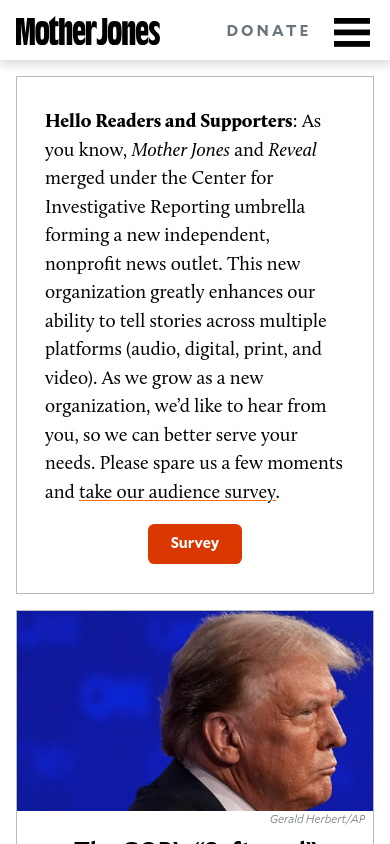 Mother Jones
DONATE
Hello Readers and Supporters: As
you know, Mother Jones and Reveal
merged under the Center for
Investigative Reporting umbrella
forming a new independent,
nonprofit news outlet. This new
organization greatly enhances our
ability to tell stories across multiple
platforms (audio, digital, print, and
video). As we grow as a new
organization, we’d like to hear from
you, so we can better serve your
needs. Please spare us a few moments
and take our audience survey.
Survey
Gerald Herbert/AP